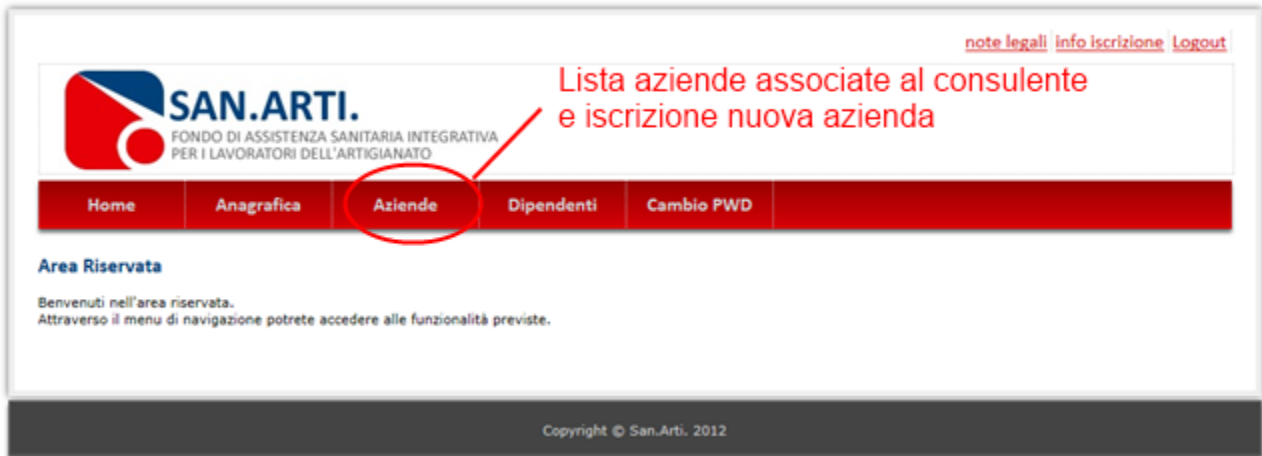 note legali info iscrizione Logout
Lista aziende associate al consulente
e iscrizione nuova azienda
SAN.ARTI.
FONDO DI ASSISTENZA SANITARIA INTEGRATIVA
PER I LAVORATORI DELL'ARTIGIANATO
Home Anagrafica Aziende Dipendenti Cambio PWD
Area Riservata
Benvenuti nell'area riservata.
Attraverso il menu di navigazione potrete accedere alle funzionalità previste.
Copyright © San.Arti. 2012